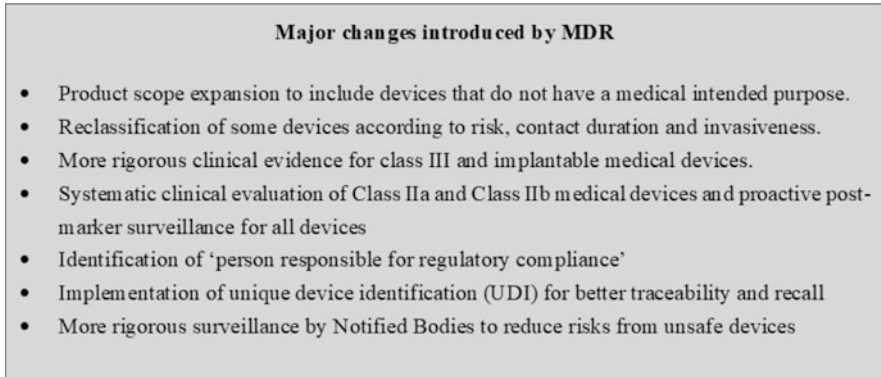 Major changes introduced by MDR
• Product scope expansion to include devices that do not have a medical intended purpose.
• Reclassification of some devices according to risk, contact duration and invasiveness.
• More rigorous clinical evidence for class III and implantable medical devices.
• Systematic clinical evaluation of Class IIa and Class IIb medical devices and proactive post-
marker surveillance for all devices
• Identification of ‘person responsible for regulatory compliance’
• Implementation of unique device identification (UDI) for better traceability and recall
• More rigorous surveillance by Notified Bodies to reduce risks from unsafe devices